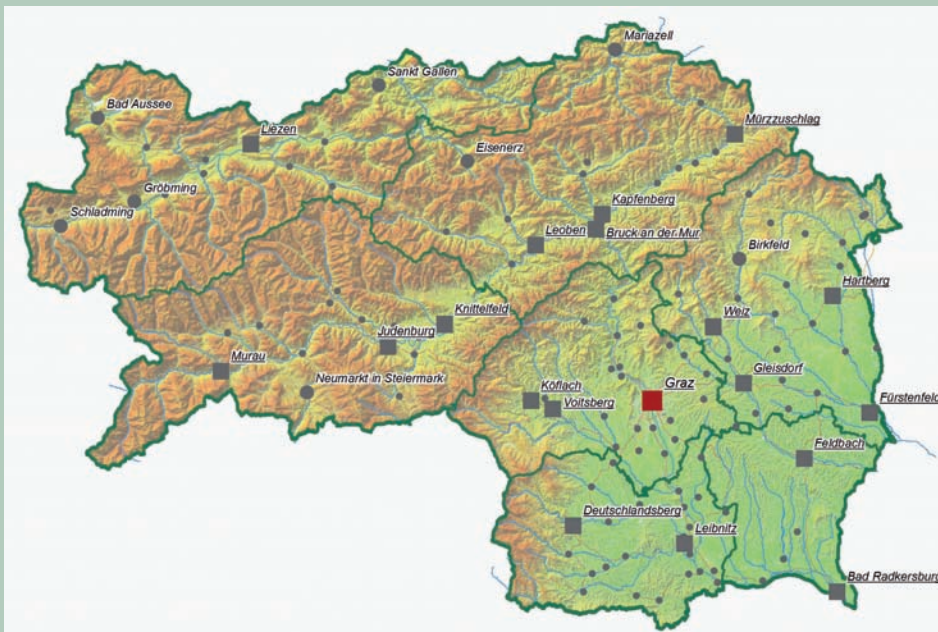 Mariazell
Sankt Gallen
Bad Aussee
Mürzzuschlag
Liezen
Eisenerz
Gröbming
Kapfenberg
Schladming
Leoben
Bruck an der Mur
Birkfeld
Hartberg
Knittelfeld
Weiz
Judenburg
Murau
Gleisdorf
Neumarkt in Steiermark
Köflach
Graz
Voitsberg
Fürstenfeld
Feldbach
Deutschlandsberg
Leibnitz
Bad Radkersburg